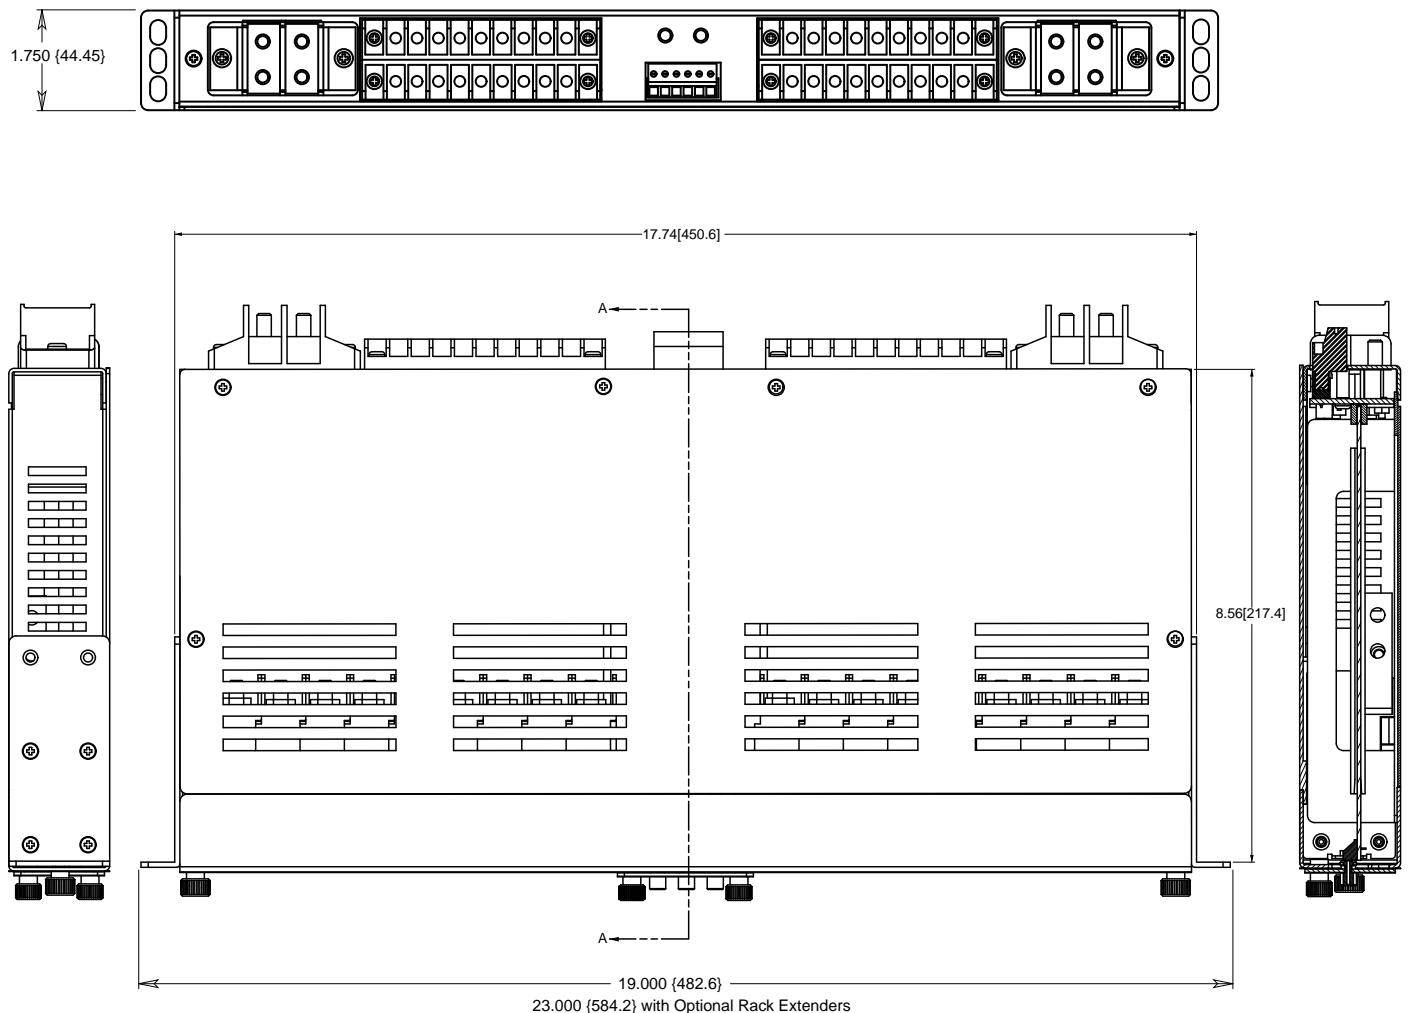 1.750 {44.45}
17.74[450.6]
A
8.56[217.4]
A
19.000 {482.6}
23.000 {584.2} with Optional Rack Extenders